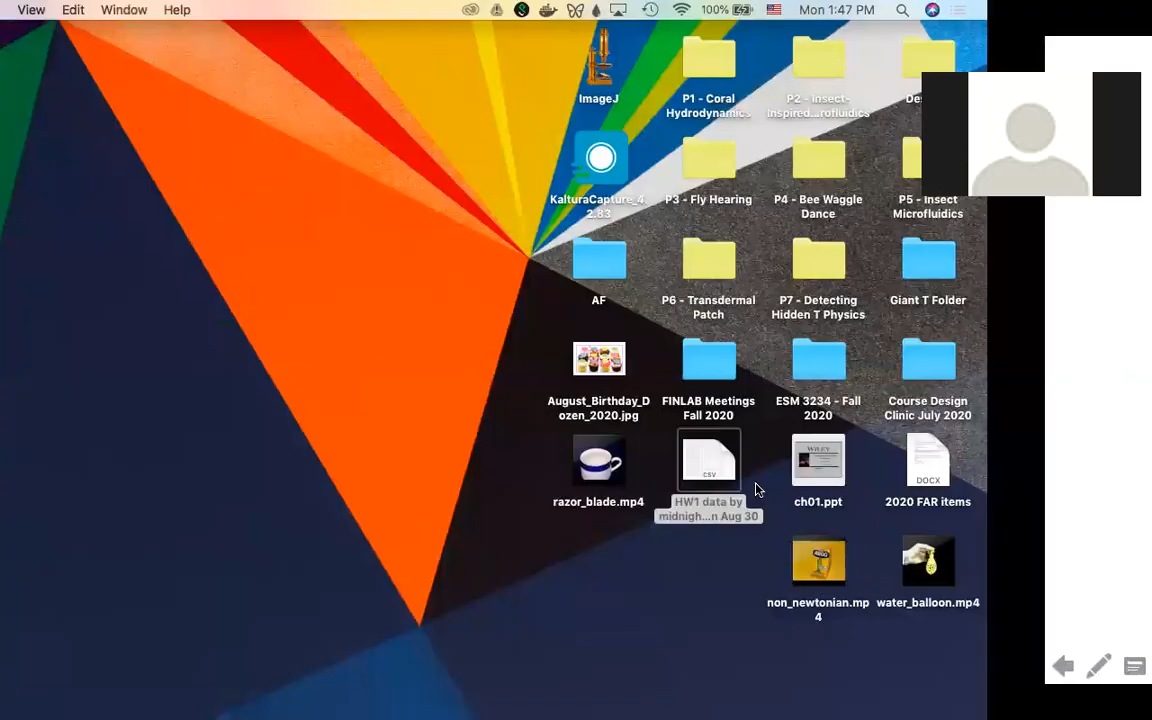 View Edit Window Help 100% Mon 1:47 PM
ImageJ
P1 - Coral
Hydrodynamics
P2 - Insect-
Inspired...rofluidics
KalturaCapture_4.
2.83
P3 - Fly Hearing
P4 - Bee Waggle
Dance
P5 - Insect
Microfluidics
AF
P6 - Transdermal
Patch
P7 - Detecting
Hidden T Physics
Giant T Folder
August_Birthday_D
ozen_2020.jpg
FINLAB Meetings
Fall 2020
ESM 3234 - Fall
2020
Course Design
Clinic July 2020
razor_blade.mp4
CSV
HW1 data by
midnigh...n Aug 30
WILEY
ch01.ppt
DOCX
2020 FAR items
non_newtonian.mp
4
water_balloon.mp4